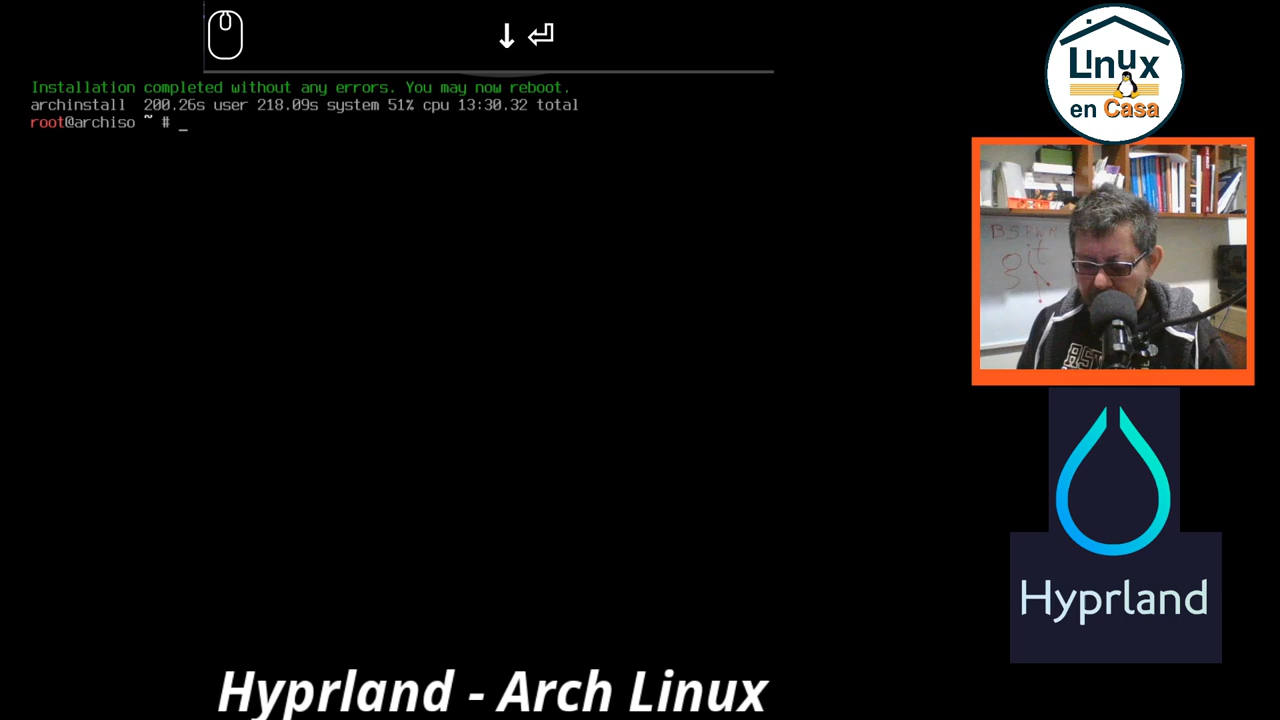 Installation completed without any errors. You may now reboot.
archinstall  200.26s user 218.09s system 51% cpu 13:30.32 total
root@archiso ~ # _
Linux
en Casa
git
Hyprland
Hyprland - Arch Linux